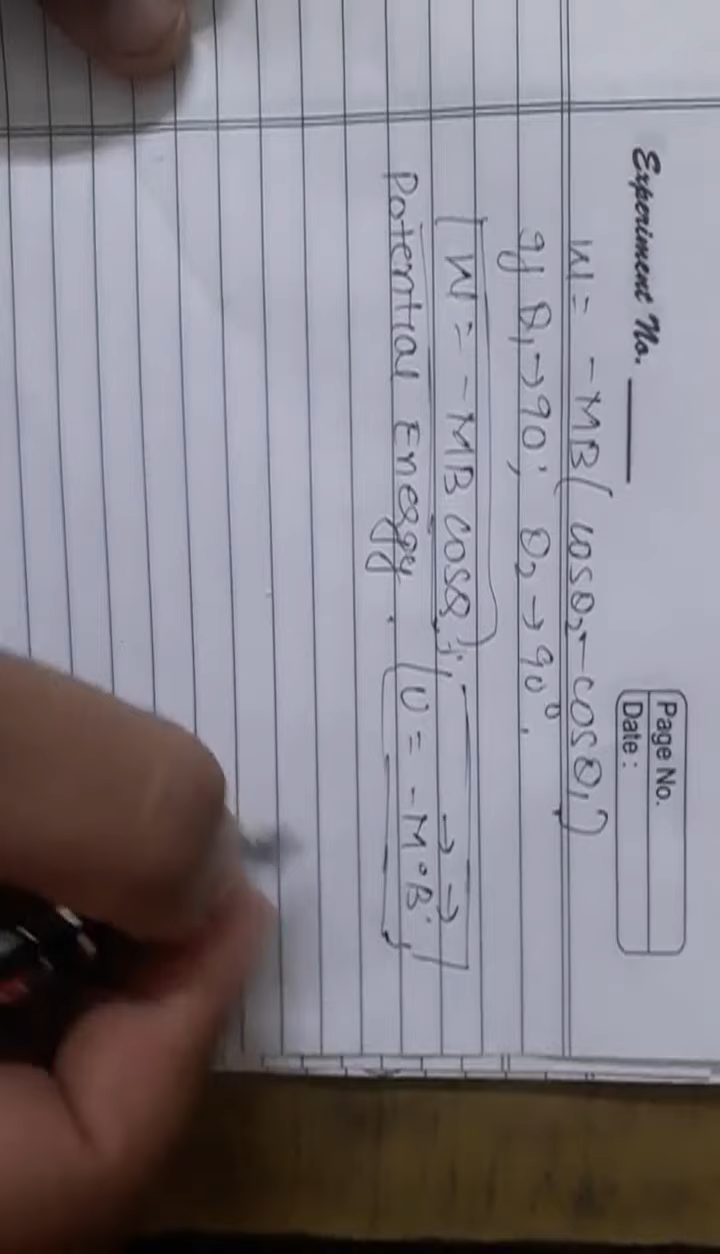 Experiment No.
Page No.
Date :
W = -MB (cosθ₂ - cosθ₁)
If θ₁ → 90°, θ₂ → 90°.
W = -MB cosθ
Potential Energy. U = -M⃗•B⃗